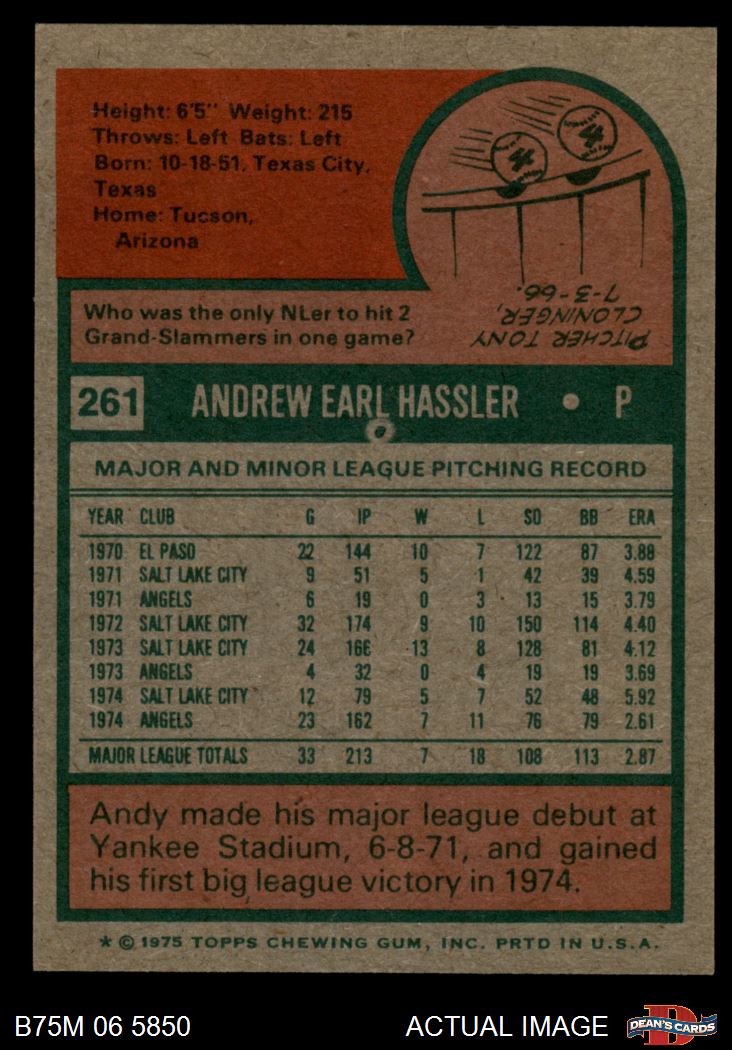 Height: 6'5" Weight: 215
Throws: Left Bats: Left
Born: 10-18-51, Texas City,
Texas
Home: Tucson,
Arizona
4 4
Who was the only NLer to hit 2
Grand-Slammers in one game?
PITCHER TONY
CLONINGER,
7-3-66.
261 ANDREW EARL HASSLER • P
MAJOR AND MINOR LEAGUE PITCHING RECORD
YEAR CLUB G IP W L SO BB ERA
1970 EL PASO 22 144 10 7 122 87 3.88
1971 SALT LAKE CITY 9 51 5 1 42 39 4.59
1971 ANGELS 6 19 0 3 13 15 3.79
1972 SALT LAKE CITY 32 174 9 10 150 114 4.40
1973 SALT LAKE CITY 24 166 13 8 128 81 4.12
1973 ANGELS 4 32 0 4 19 19 3.69
1974 SALT LAKE CITY 12 79 5 7 52 48 5.92
1974 ANGELS 23 162 7 11 76 79 2.61
MAJOR LEAGUE TOTALS 33 213 7 18 108 113 2.87
Andy made his major league debut at
Yankee Stadium, 6-8-71, and gained
his first big league victory in 1974.
* © 1975 TOPPS CHEWING GUM, INC. PRTD IN U.S.A.
B75M 06 5850 ACTUAL IMAGE D DEAN'S CARDS